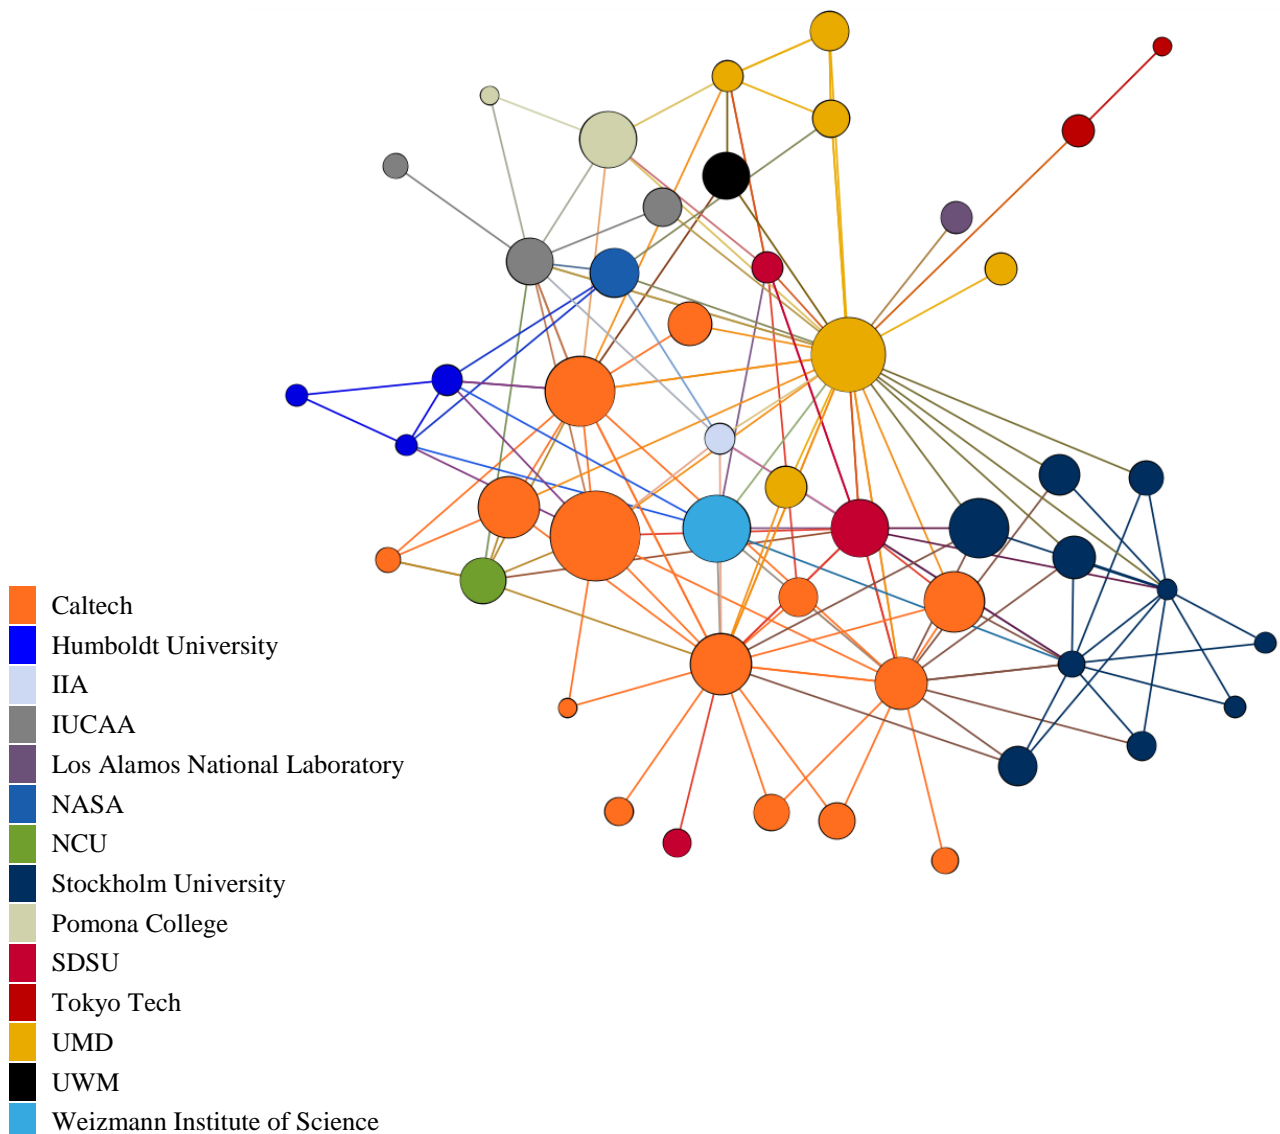 Caltech
Humboldt University
IIA
IUCAA
Los Alamos National Laboratory
NASA
NCU
Stockholm University
Pomona College
SDSU
Tokyo Tech
UMD
UWM
Weizmann Institute of Science